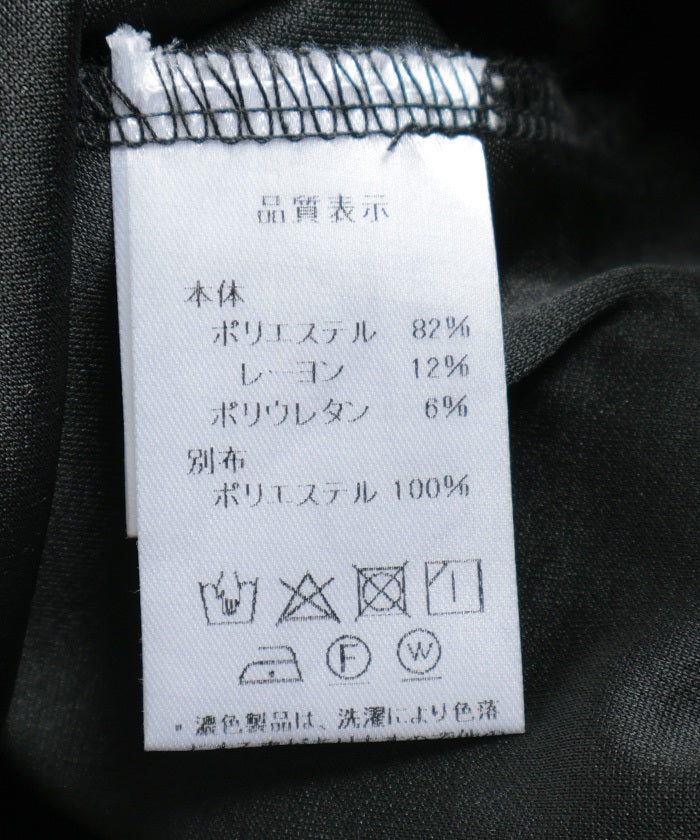 品質表示
本体
ポリエステル 82%
レーヨン 12%
ポリウレタン 6%
別布
ポリエステル 100%
F W
* 濃色製品は、洗濯により色落